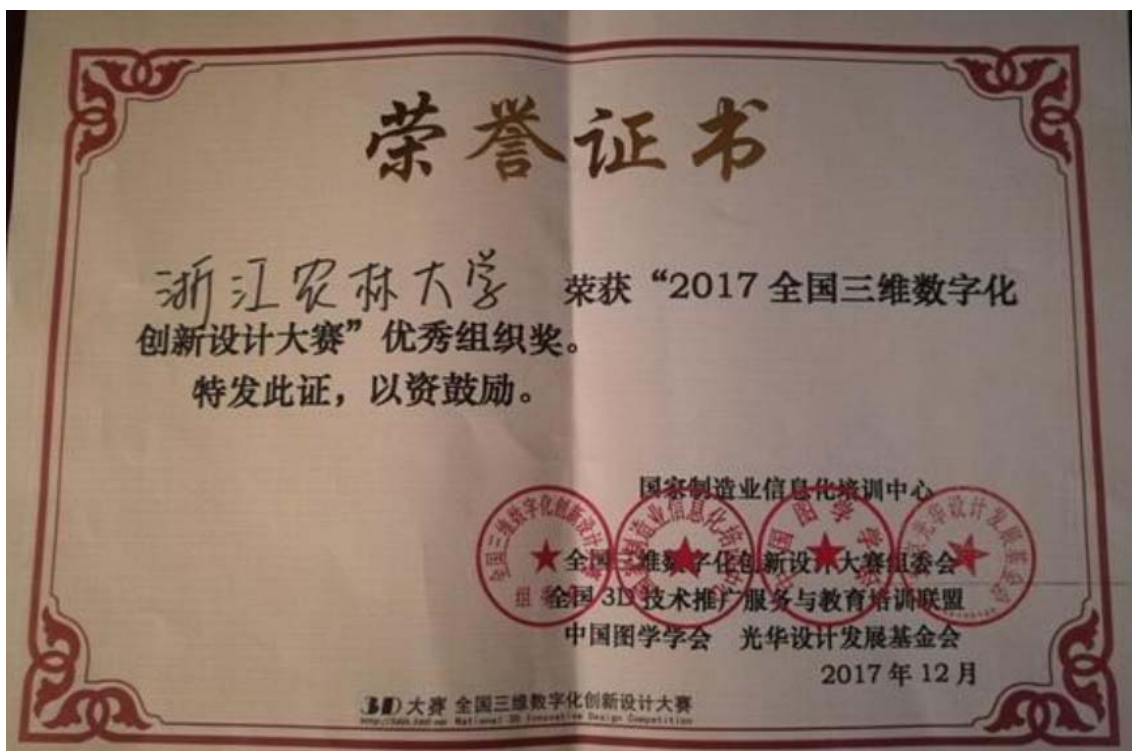 荣誉证书
浙江农林大学 荣获“2017 全国三维数字化
创新设计大赛”优秀组织奖。
特发此证，以资鼓励。
国家制造业信息化培训中心
全国三维数字化创新设计大赛组委会
全国 3D 技术推广服务与教育培训联盟
中国图学学会 光华设计发展基金会
2017 年 12 月
3D 大赛 全国三维数字化创新设计大赛
National 3D Innovative Design Competition